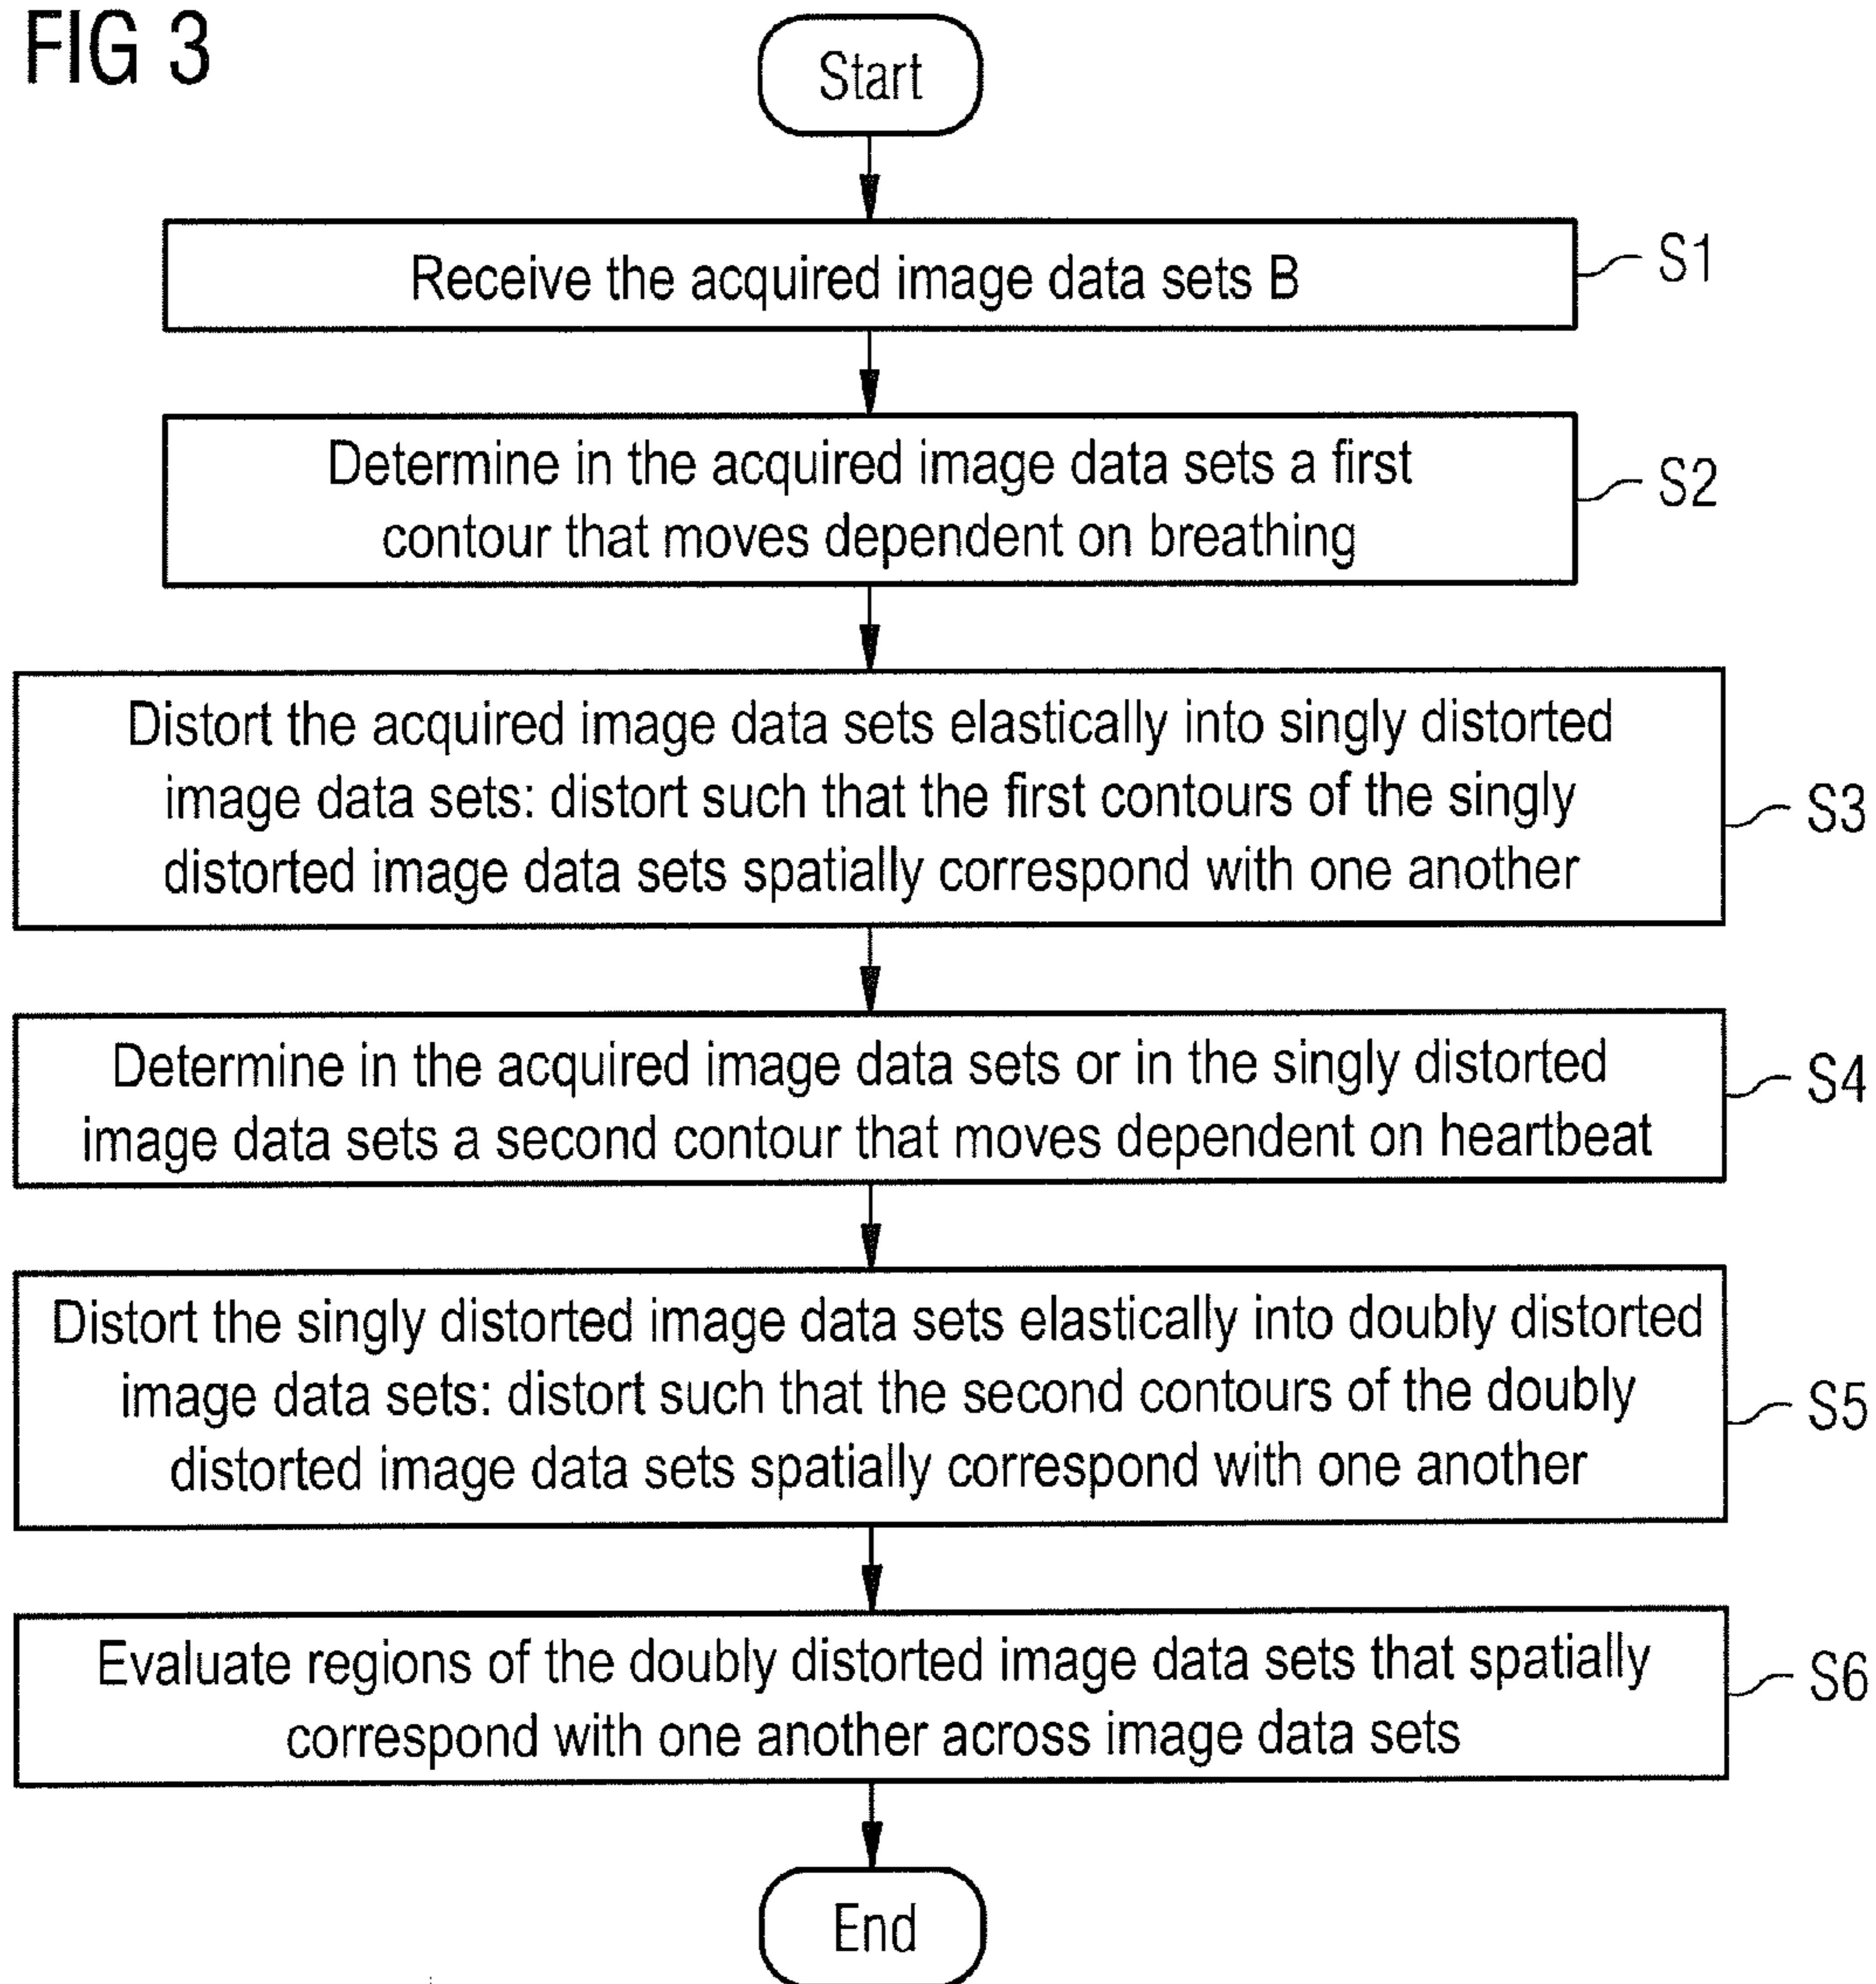 FIG 3
Start
Receive the acquired image data sets B
S1
Determine in the acquired image data sets a first
contour that moves dependent on breathing
S2
Distort the acquired image data sets elastically into singly distorted
image data sets: distort such that the first contours of the singly
distorted image data sets spatially correspond with one another
S3
Determine in the acquired image data sets or in the singly distorted
image data sets a second contour that moves dependent on heartbeat
S4
Distort the singly distorted image data sets elastically into doubly distorted
image data sets: distort such that the second contours of the doubly
distorted image data sets spatially correspond with one another
S5
Evaluate regions of the doubly distorted image data sets that spatially
correspond with one another across image data sets
S6
End